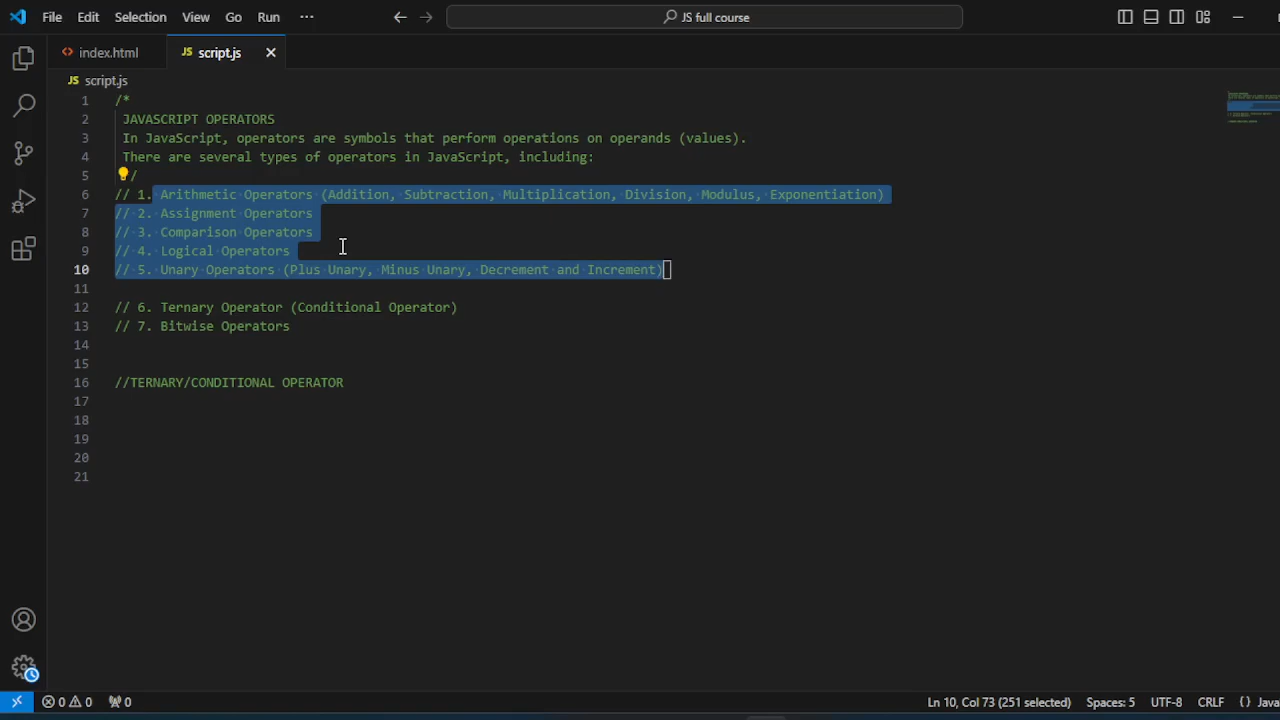 File Edit Selection View Go Run ··· JS full course
index.html JS script.js
JS script.js
1 /*
2 JAVASCRIPT OPERATORS
3 In JavaScript, operators are symbols that perform operations on operands (values).
4 There are several types of operators in JavaScript, including:
5 /
6 // 1. Arithmetic Operators (Addition, Subtraction, Multiplication, Division, Modulus, Exponentiation)
7 // 2. Assignment Operators
8 // 3. Comparison Operators
9 // 4. Logical Operators
10 // 5. Unary Operators (Plus Unary, Minus Unary, Decrement and Increment)
11
12 // 6. Ternary Operator (Conditional Operator)
13 // 7. Bitwise Operators
14
15
16 //TERNARY/CONDITIONAL OPERATOR
17
18
19
20
21
0 0 0 Ln 10, Col 73 (251 selected) Spaces: 5 UTF-8 CRLF {} Java